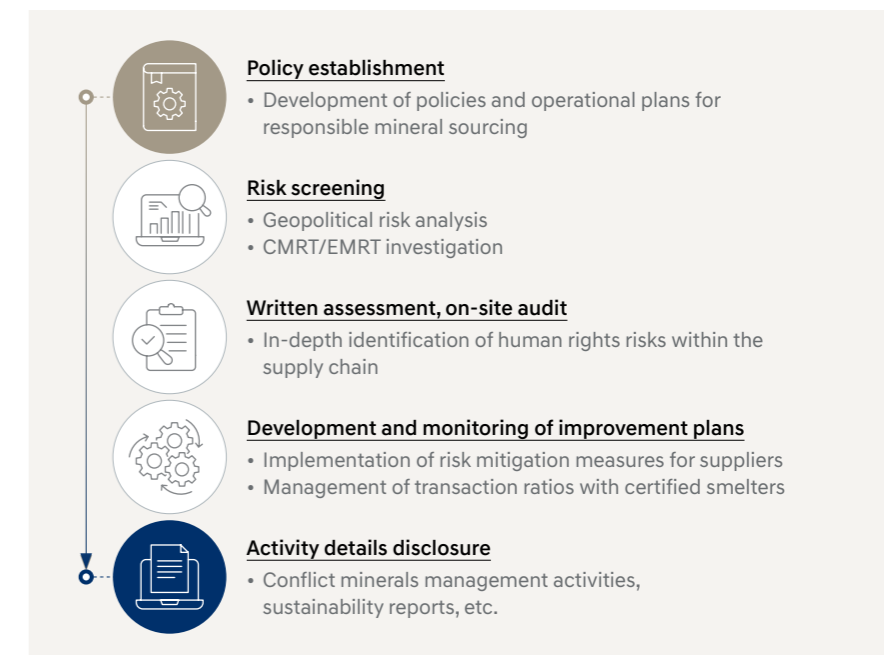 Policy establishment
• Development of policies and operational plans for
responsible mineral sourcing
Risk screening
• Geopolitical risk analysis
• CMRT/EMRT investigation
Written assessment, on-site audit
• In-depth identification of human rights risks within the
supply chain
Development and monitoring of improvement plans
• Implementation of risk mitigation measures for suppliers
• Management of transaction ratios with certified smelters
Activity details disclosure
• Conflict minerals management activities,
sustainability reports, etc.